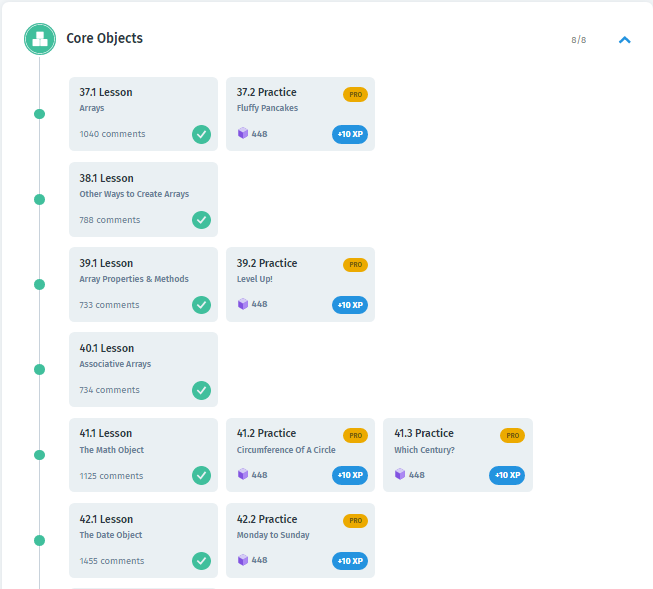 Core Objects
8/8
37.1 Lesson
Arrays
1040 comments
37.2 Practice
PRO
Fluffy Pancakes
448
+10 XP
38.1 Lesson
Other Ways to Create Arrays
788 comments
39.1 Lesson
Array Properties & Methods
733 comments
39.2 Practice
PRO
Level Up!
448
+10 XP
40.1 Lesson
Associative Arrays
734 comments
41.1 Lesson
The Math Object
1125 comments
41.2 Practice
PRO
Circumference Of A Circle
448
+10 XP
41.3 Practice
PRO
Which Century?
448
+10 XP
42.1 Lesson
The Date Object
1455 comments
42.2 Practice
PRO
Monday to Sunday
448
+10 XP